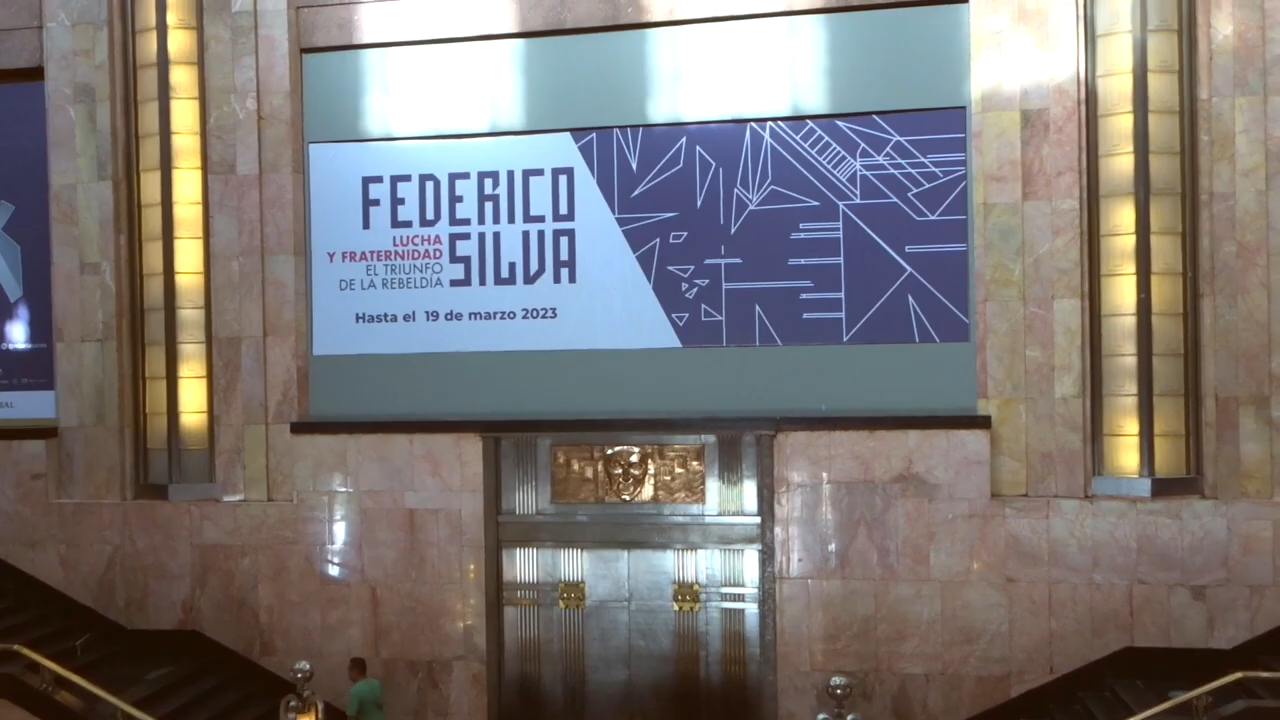 FEDERICO
SILVA
LUCHA
Y FRATERNIDAD
EL TRIUNFO
DE LA REBELDÍA
Hasta el 19 de marzo 2023